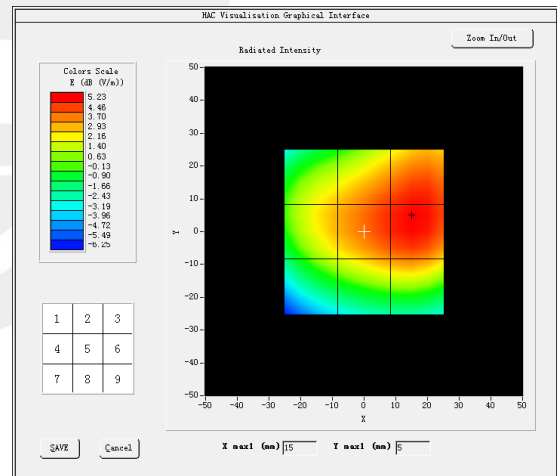 HAC Visualisation Graphical Interface
Zoom In/Out
Radiated Intensity
Colors Scale
E (dB (V/m))
5.23
4.46
3.70
2.93
2.16
1.40
0.63
-0.13
-0.90
-1.66
-2.43
-3.19
-3.96
-4.72
-5.49
-6.25
50
40
30
20
10
0
-10
-20
-30
-40
-50
Y
-50 -40 -30 -20 -10 0 10 20 30 40 50
X
1 2 3
4 5 6
7 8 9
SAVE Cancel
X max1 (mm) 15 Y max1 (mm) 5